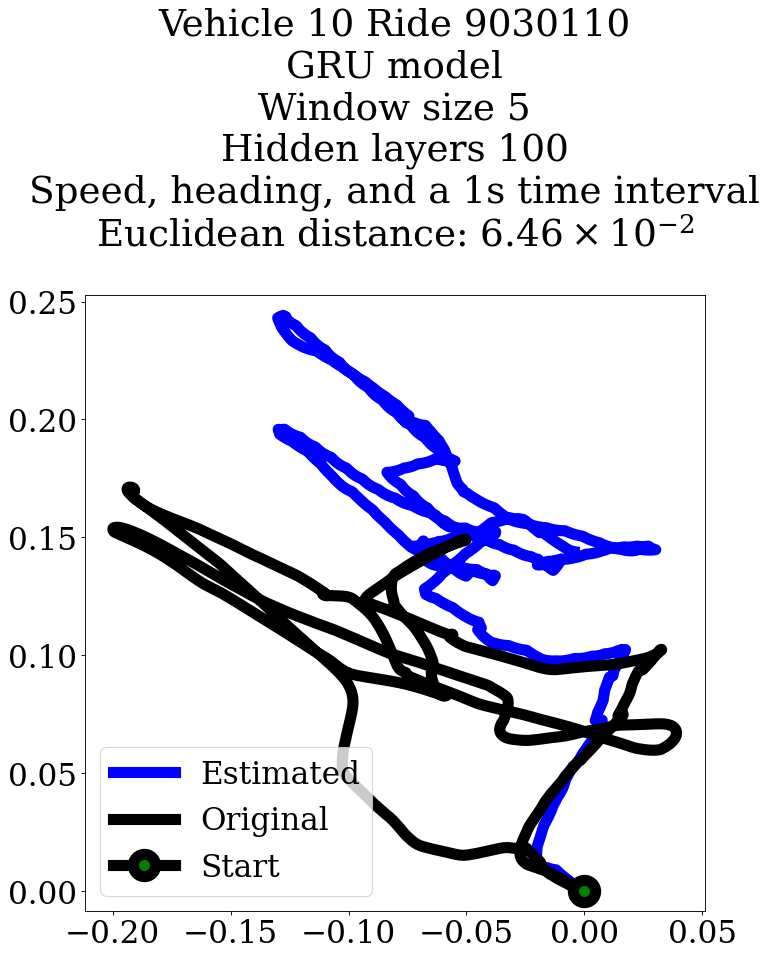 Vehicle 10 Ride 9030110
GRU model
Window size 5
Hidden layers 100
Speed, heading, and a 1s time interval
Euclidean distance: 6.46 × 10⁻²
0.25
0.20
0.15
0.10
0.05
0.00
Estimated
Original
Start
−0.20 −0.15 −0.10 −0.05 0.00 0.05